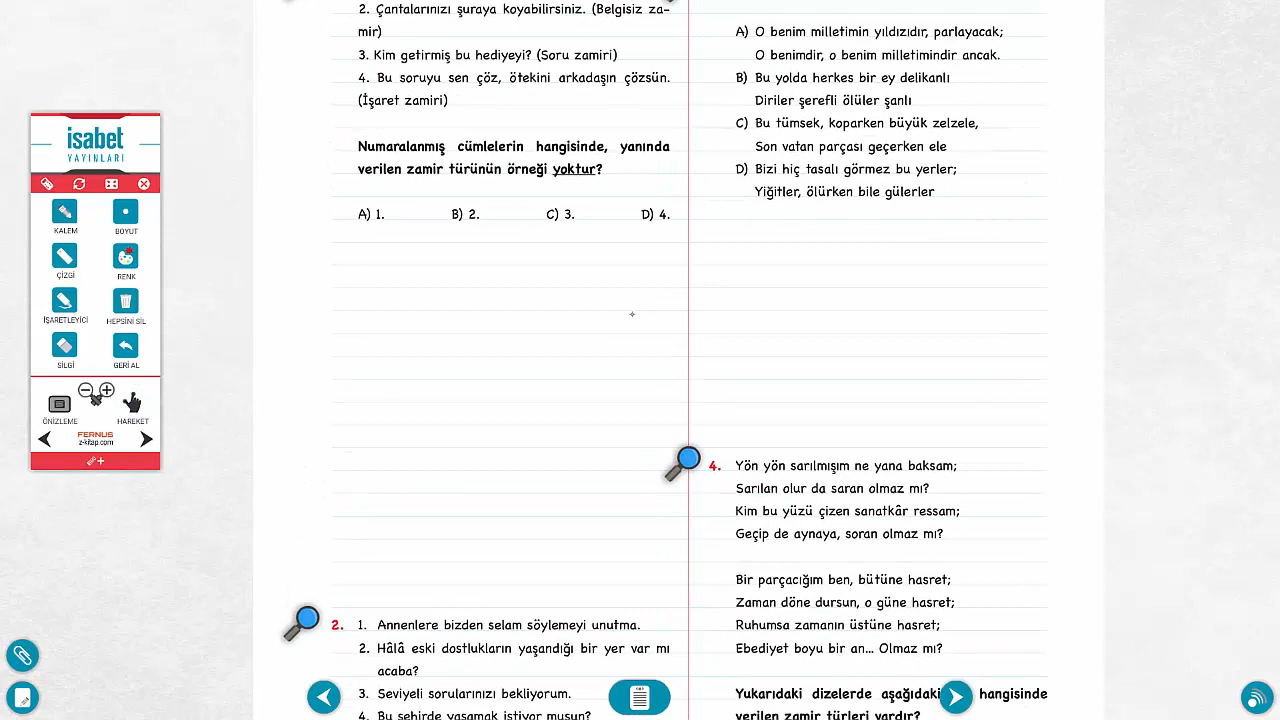 2. Çantalarınızı şuraya koyabilirsiniz. (Belgisiz za-
mir)
3. Kim getirmiş bu hediyeyi? (Soru zamiri)
4. Bu soruyu sen çöz, ötekini arkadaşın çözsün.
(İşaret zamiri)
Numaralanmış cümlelerin hangisinde, yanında
verilen zamir türünün örneği yoktur?
A) 1. B) 2. C) 3. D) 4.
2. 1. Annenlere bizden selam söylemeyi unutma.
2. Hâlâ eski dostlukların yaşandığı bir yer var mı
acaba?
3. Seviyeli sorularınızı bekliyorum.
4. Bu şehirde yaşamak istiyor musun?
A) O benim milletimin yıldızıdır, parlayacak;
O benimdir, o benim milletimindir ancak.
B) Bu yolda herkes bir ey delikanlı
Diriler şerefli ölüler şanlı
C) Bu tümsek, koparken büyük zelzele,
Son vatan parçası geçerken ele
D) Bizi hiç tasalı görmez bu yerler;
Yiğitler, ölürken bile gülerler
4. Yön yön sarılmışım ne yana baksam;
Sarılan olur da saran olmaz mı?
Kim bu yüzü çizen sanatkâr ressam;
Geçip de aynaya, soran olmaz mı?
Bir parçacığım ben, bütüne hasret;
Zaman döne dursun, o güne hasret;
Ruhumsa zamanın üstüne hasret;
Ebediyet boyu bir an... Olmaz mı?
Yukarıdaki dizelerde aşağıdaki hangisinde
verilen zamir türleri vardır?
isabet
YAYINLARI
KALEM BOYUT
ÇİZGİ RENK
İŞARETLEYİCİ HEPSİNİ SİL
SİLGİ GERİ AL
ÖNİZLEME HAREKET
FERNUS
z-kitap.com